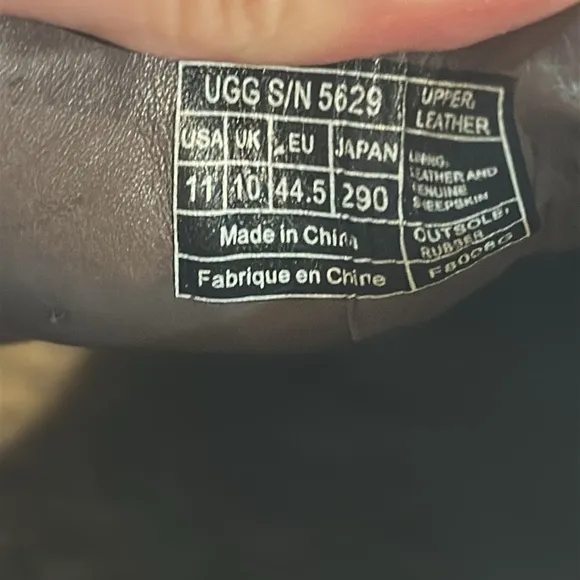 UGG S/N 5629
USA UK EU JAPAN
11 10 44.5 290
Made in China
Fabrique en Chine
UPPER:
LEATHER
LINING:
LEATHER AND
GENUINE
SHEEPSKIN
OUTSOLE:
RUBBER
F8006G